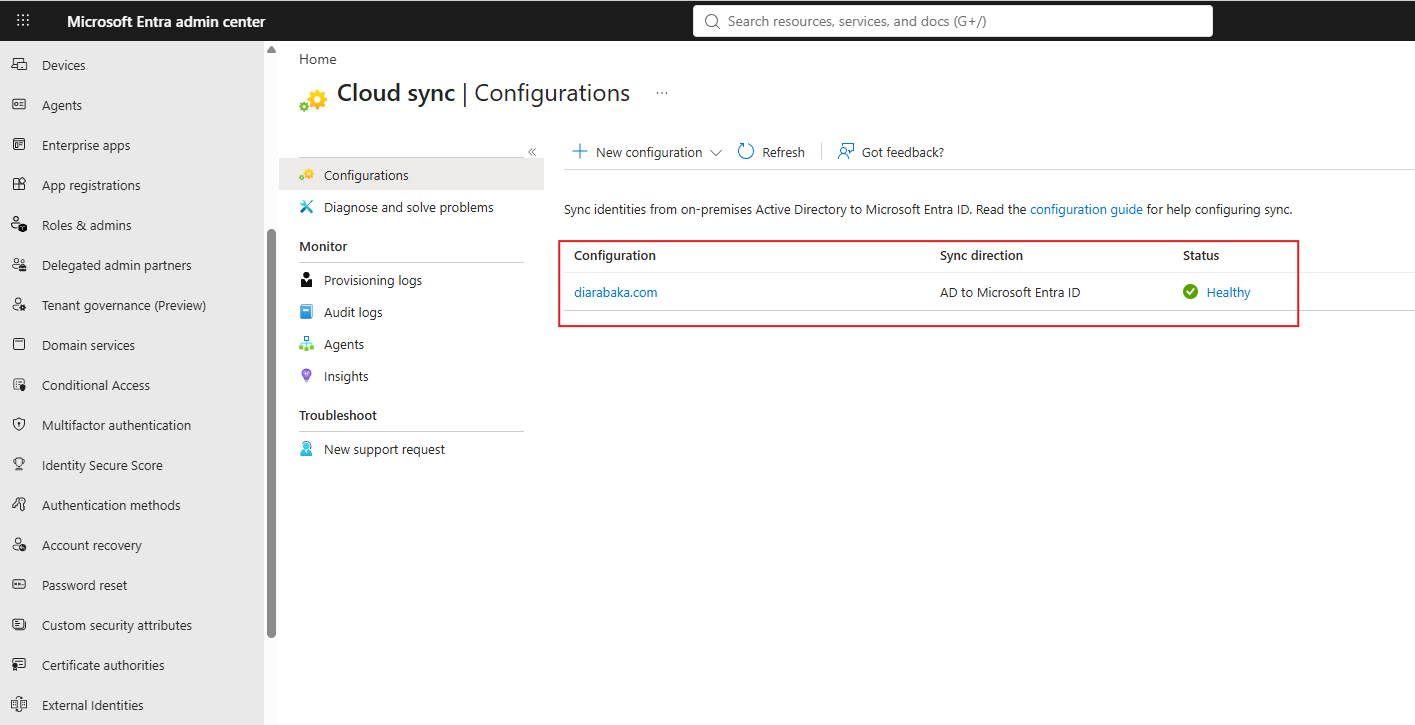 Microsoft Entra admin center
Search resources, services, and docs (G+/)
Devices
Agents
Enterprise apps
App registrations
Roles & admins
Delegated admin partners
Tenant governance (Preview)
Domain services
Conditional Access
Multifactor authentication
Identity Secure Score
Authentication methods
Account recovery
Password reset
Custom security attributes
Certificate authorities
External Identities
Home
Cloud sync | Configurations ...
«
Configurations
Diagnose and solve problems
Monitor
Provisioning logs
Audit logs
Agents
Insights
Troubleshoot
New support request
New configuration Refresh Got feedback?
Sync identities from on-premises Active Directory to Microsoft Entra ID. Read the configuration guide for help configuring sync.
Configuration Sync direction Status
diarabaka.com AD to Microsoft Entra ID Healthy